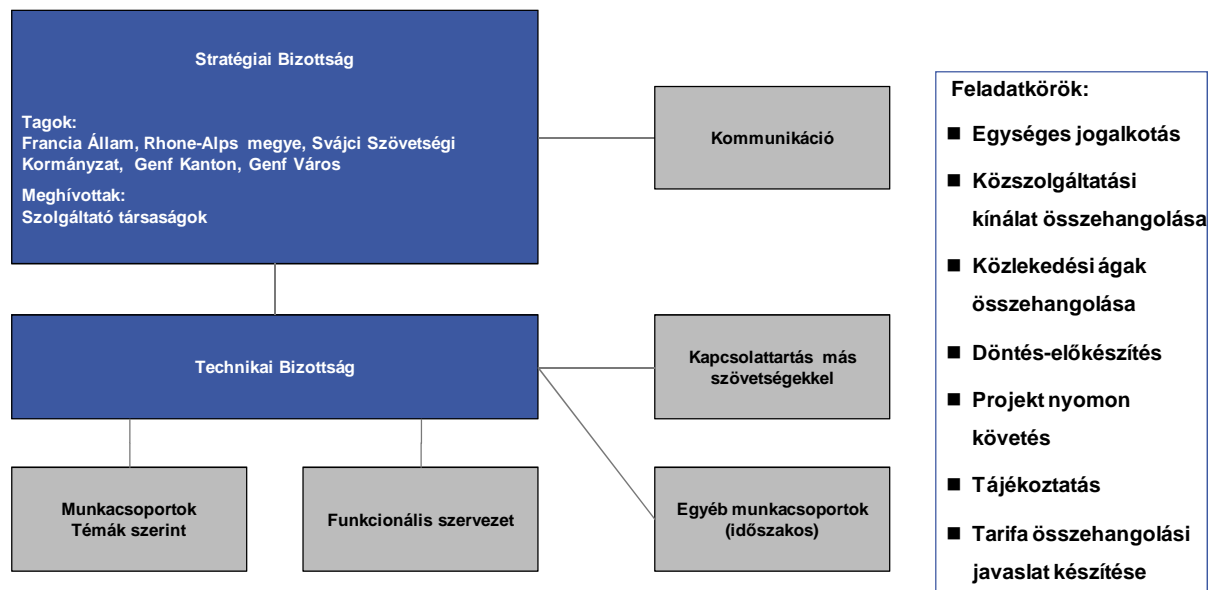 Stratégiai Bizottság
Tagok:
Francia Állam, Rhone-Alps megye, Svájci Szövetségi
Kormányzat, Genf Kanton, Genf Város
Meghívottak:
Szolgáltató társaságok
Kommunikáció
Technikai Bizottság
Kapcsolattartás más
szövetségekkel
Munkacsoportok
Témák szerint
Funkcionális szervezet
Egyéb munkacsoportok
(időszakos)
Feladatkörök:
■ Egységes jogalkotás
■ Közszolgáltatási
kínálat összehangolása
■ Közlekedési ágak
összehangolása
■ Döntés-előkészítés
■ Projekt nyomon
követés
■ Tájékoztatás
■ Tarifa összehangolási
javaslat készítése